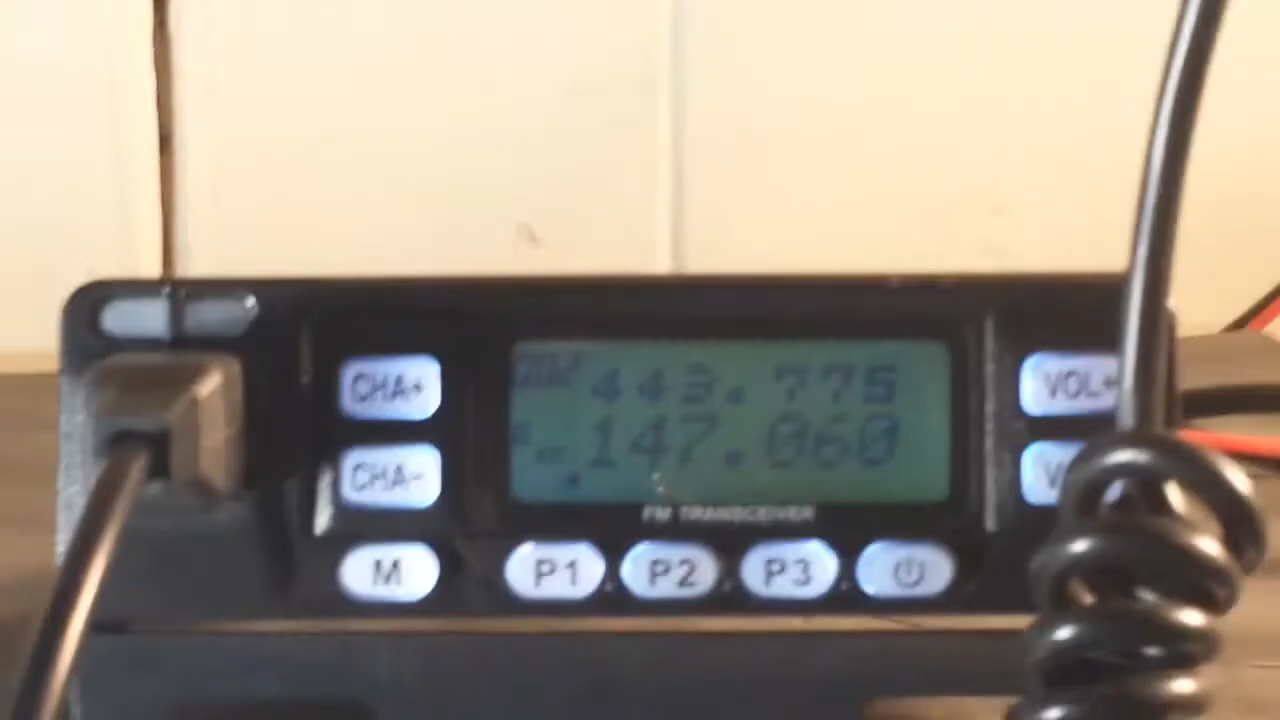 CHA+
443.775
VOL+
CHA-
147.060
FM TRANSCEIVER
M
P1
P2
P3